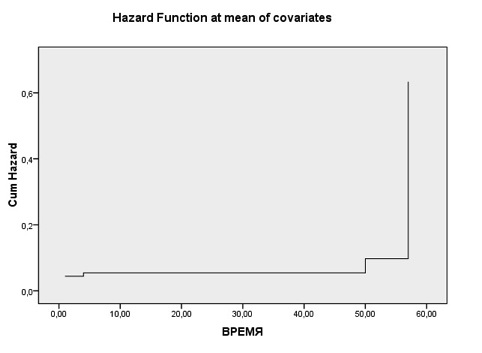 Hazard Function at mean of covariates
Cum Hazard
0,6
0,4
0,2
0,0
0,00 10,00 20,00 30,00 40,00 50,00 60,00
ВРЕМЯ